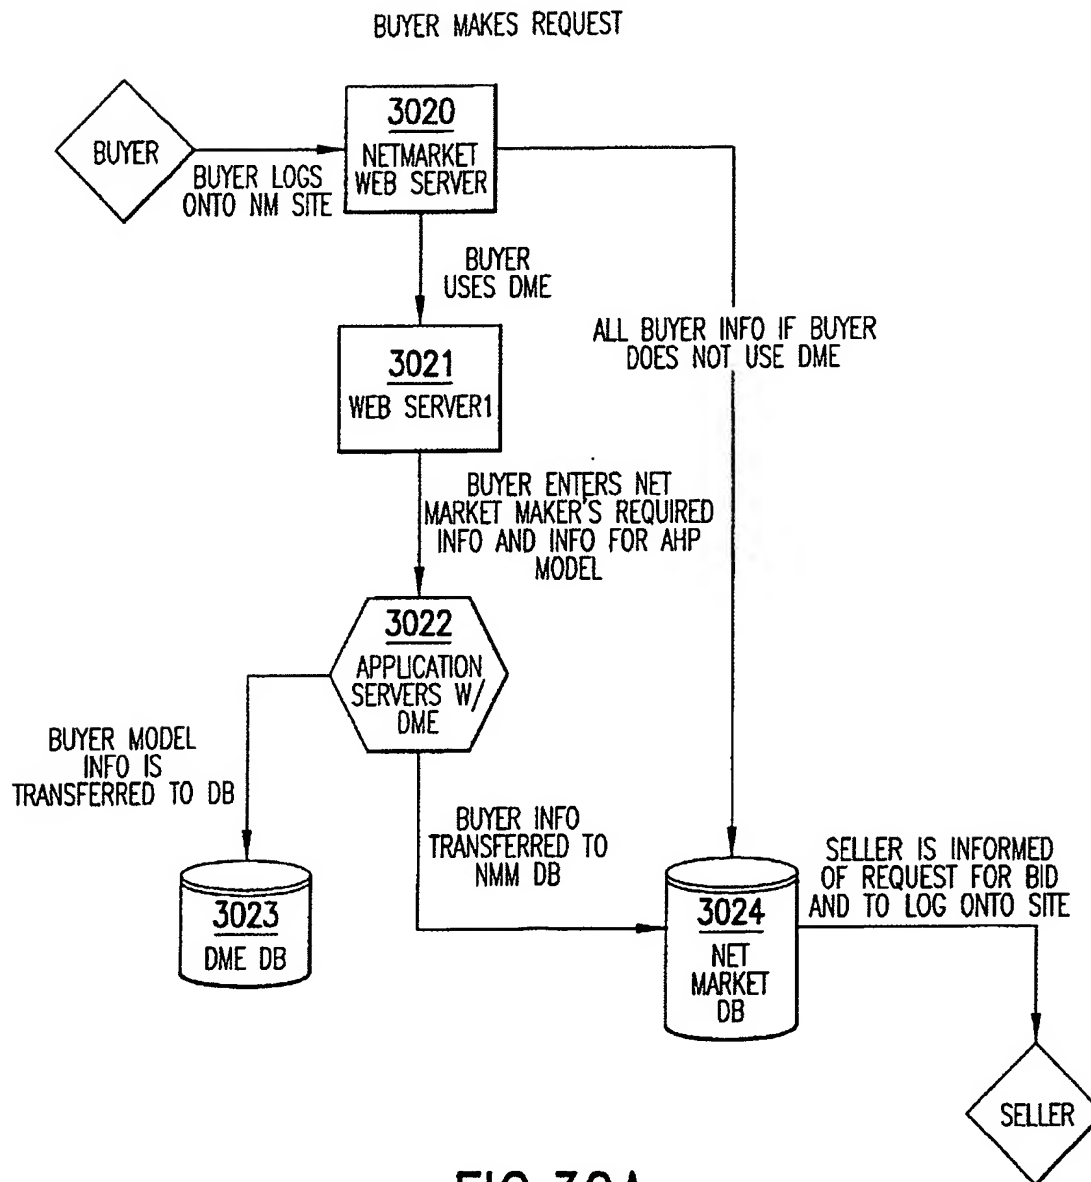 BUYER MAKES REQUEST
BUYER
BUYER LOGS
ONTO NM SITE
3020
NETMARKET
WEB SERVER
BUYER
USES DME
ALL BUYER INFO IF BUYER
DOES NOT USE DME
3021
WEB SERVER1
BUYER ENTERS NET
MARKET MAKER'S REQUIRED
INFO AND INFO FOR AHP
MODEL
3022
APPLICATION
SERVERS W/
DME
BUYER MODEL
INFO IS
TRANSFERRED TO DB
BUYER INFO
TRANSFERRED TO
NMM DB
3023
DME DB
3024
NET
MARKET
DB
SELLER IS INFORMED
OF REQUEST FOR BID
AND TO LOG ONTO SITE
SELLER